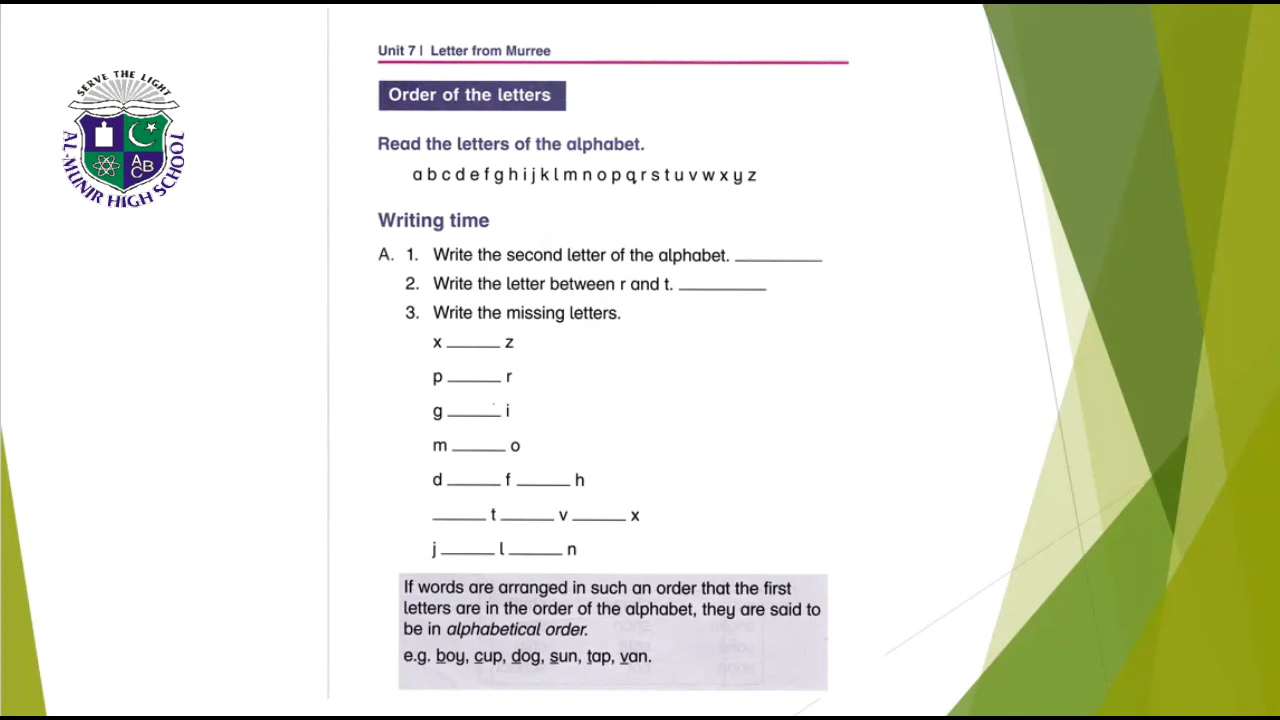 SERVE THE LIGHT
AL-MUNIR HIGH SCHOOL
A
B
C
Unit 7 | Letter from Murree
Order of the letters
Read the letters of the alphabet.
a b c d e f g h i j k l m n o p q r s t u v w x y z
Writing time
A. 1. Write the second letter of the alphabet. __________
2. Write the letter between r and t. __________
3. Write the missing letters.
x ______ z
p ______ r
g ______ i
m ______ o
d ______ f ______ h
______ t ______ v ______ x
j ______ l ______ n
If words are arranged in such an order that the first
letters are in the order of the alphabet, they are said to
be in alphabetical order.
e.g. boy, cup, dog, sun, tap, van.